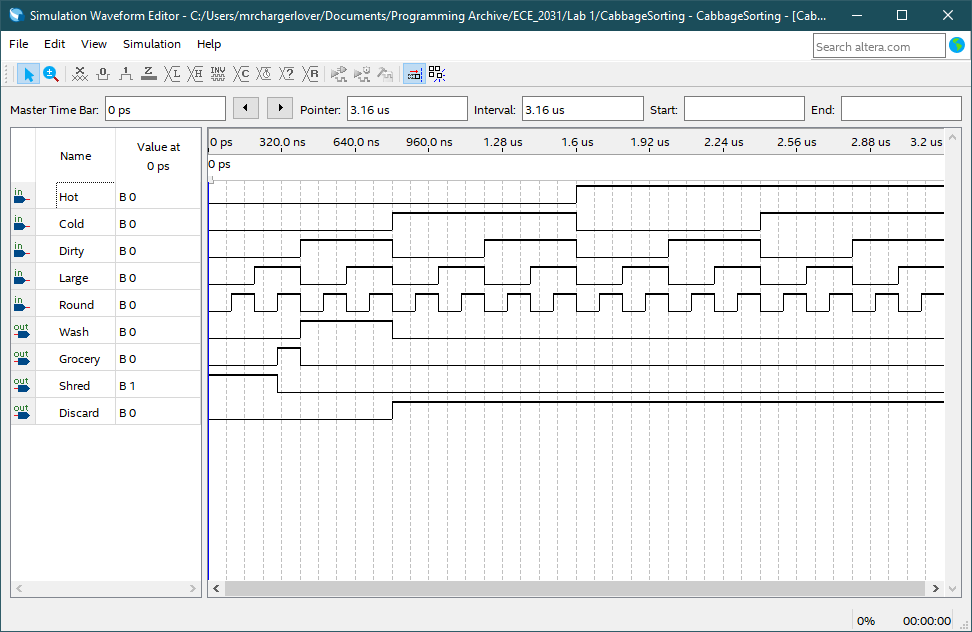 Simulation Waveform Editor - C:/Users/mrchargerlover/Documents/Programming Archive/ECE_2031/Lab 1/CabbageSorting - CabbageSorting - [Cab...
File Edit View Simulation Help
Search altera.com
Master Time Bar: 0 ps Pointer: 3.16 us Interval: 3.16 us Start: End:
Name Value at 0 ps
0 ps 320.0 ns 640.0 ns 960.0 ns 1.28 us 1.6 us 1.92 us 2.24 us 2.56 us 2.88 us 3.2 us
0 ps
in Hot B 0
in Cold B 0
in Dirty B 0
in Large B 0
in Round B 0
out Wash B 0
out Grocery B 0
out Shred B 1
out Discard B 0
0% 00:00:00